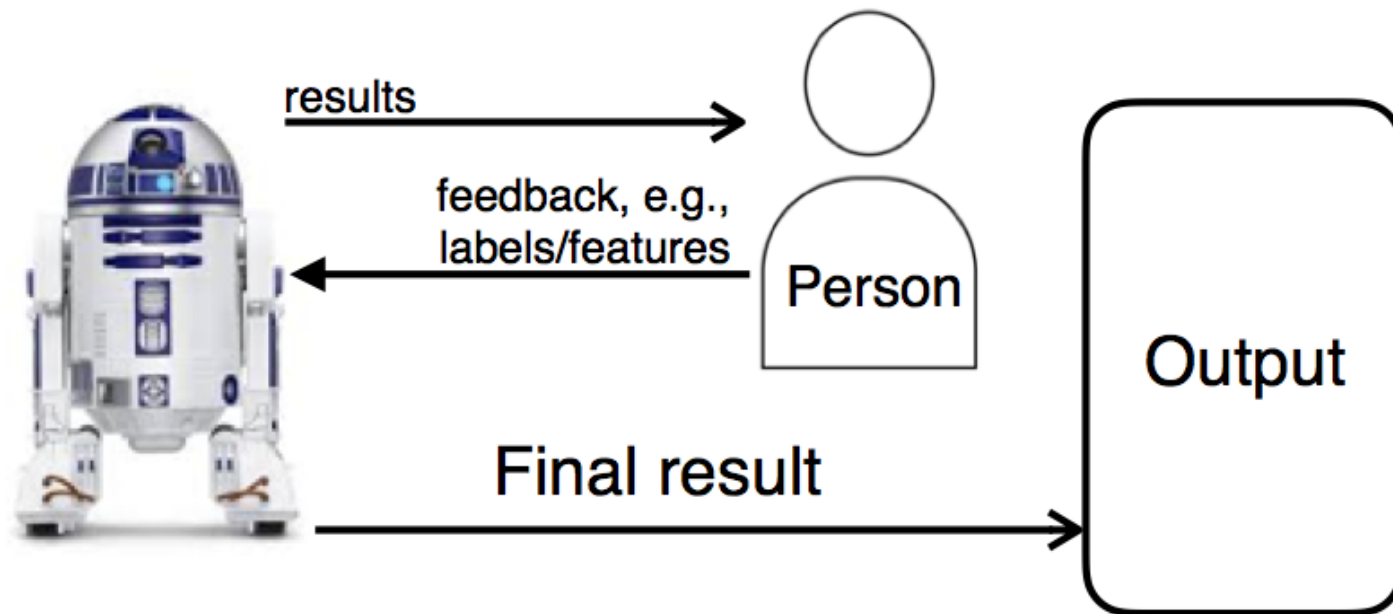 results
feedback, e.g.,
labels/features
Person
Output
Final result